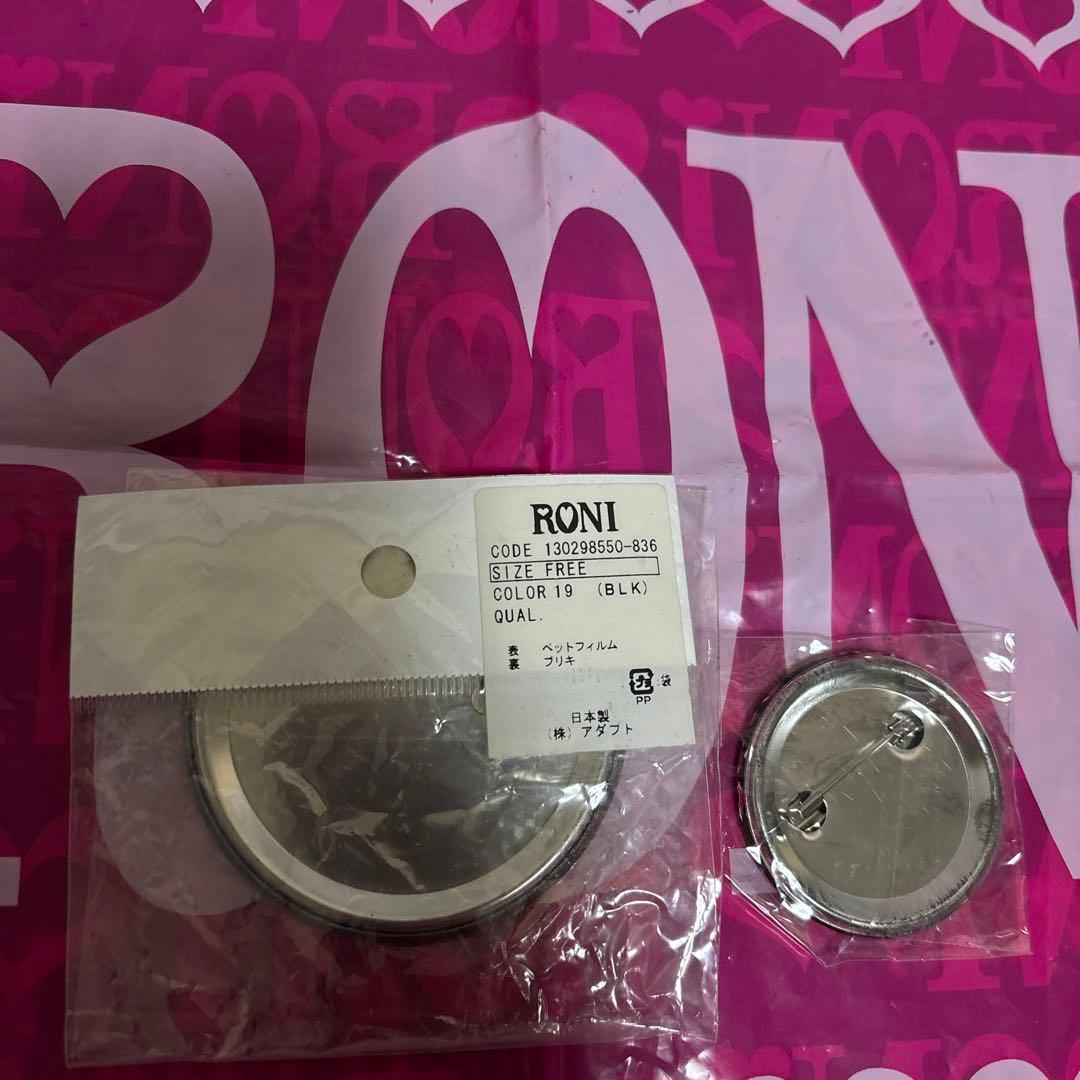 RONI
RONI
CODE 130298550-836
SIZE FREE
COLOR 19 (BLK)
QUAL.
表 ペットフィルム
裏 ブリキ
プラ 袋
PP
日本製
(株) アダプト